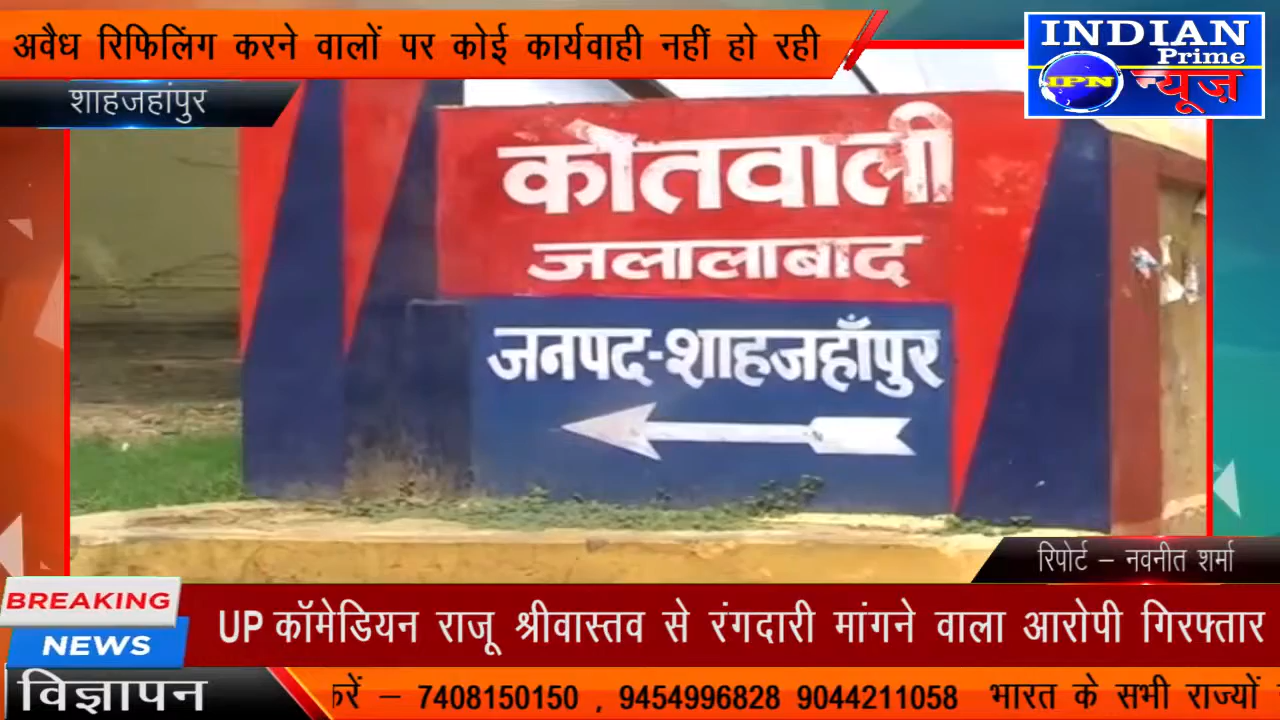 अवैध रिफिलिंग करने वालों पर कोई कार्यवाही नहीं हो रही
शाहजहांपुर
INDIAN
Prime
IPN
न्यूज़
कोतवाली
जलालाबाद
जनपद-शाहजहाँपुर
रिपोर्ट – नवनीत शर्मा
BREAKING
NEWS
UP कॉमेडियन राजू श्रीवास्तव से रंगदारी मांगने वाला आरोपी गिरफ्तार
विज्ञापन
करें – 7408150150 , 9454996828 9044211058 भारत के सभी राज्यों